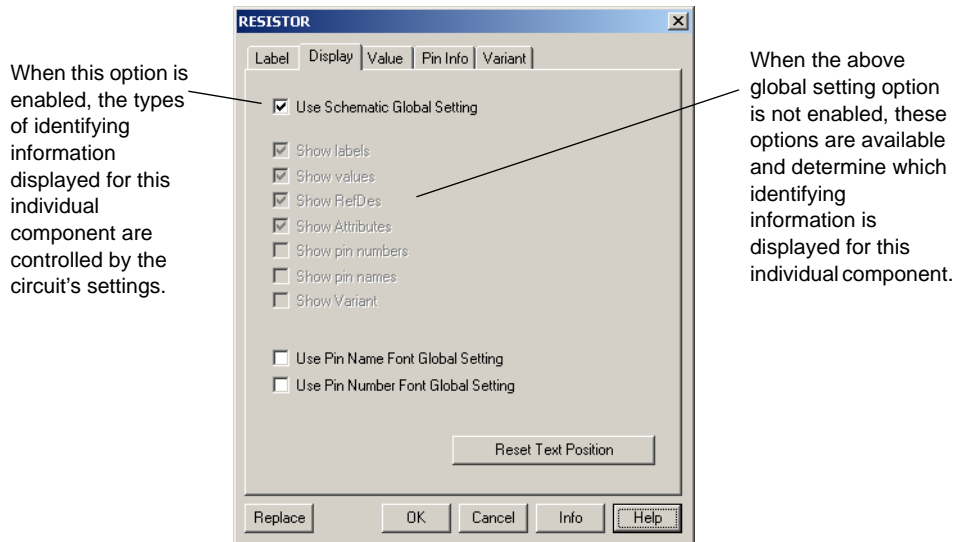 RESISTOR
Label Display Value Pin Info Variant
When this option is
enabled, the types
of identifying
information
displayed for this
individual
component are
controlled by the
circuit's settings.
Use Schematic Global Setting
Show labels
Show values
Show RefDes
Show Attributes
Show pin numbers
Show pin names
Show Variant
Use Pin Name Font Global Setting
Use Pin Number Font Global Setting
Reset Text Position
Replace OK Cancel Info Help
When the above
global setting option
is not enabled, these
options are available
and determine which
identifying
information is
displayed for this
individual component.